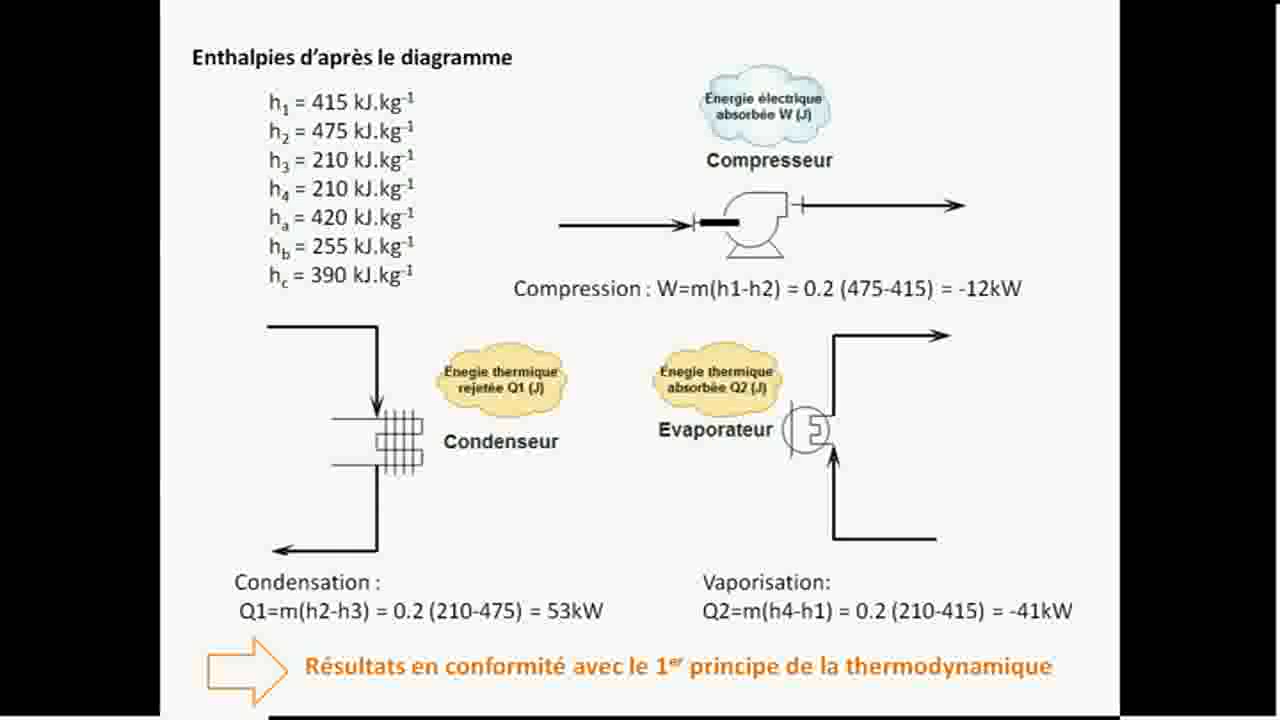 Enthalpies d'après le diagramme
h1 = 415 kJ.kg-1
h2 = 475 kJ.kg-1
h3 = 210 kJ.kg-1
h4 = 210 kJ.kg-1
ha = 420 kJ.kg-1
hb = 255 kJ.kg-1
hc = 390 kJ.kg-1
Energie électrique
absorbée W (J)
Compresseur
Compression : W=m(h1-h2) = 0.2 (475-415) = -12kW
Enegie thermique
rejetée Q1 (J)
Condenseur
Enegie thermique
absorbée Q2 (J)
Evaporateur
Condensation :
Q1=m(h2-h3) = 0.2 (210-475) = 53kW
Vaporisation:
Q2=m(h4-h1) = 0.2 (210-415) = -41kW
Résultats en conformité avec le 1er principe de la thermodynamique